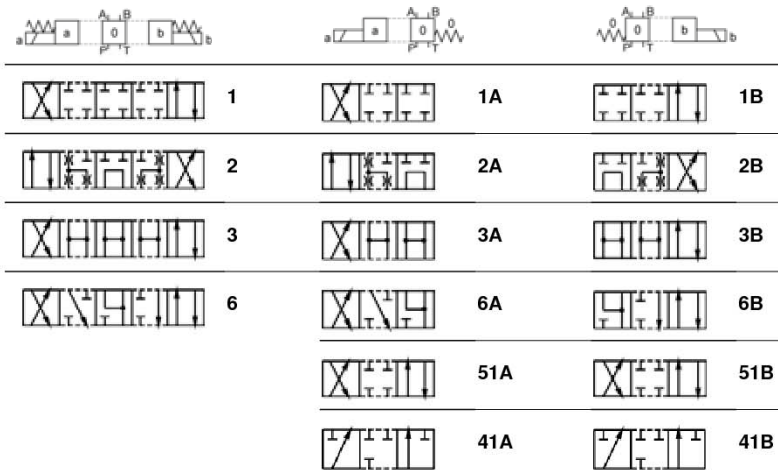 A B A B A B
a a 0 b b a a 0 0 0 0 b b
P T P T P T
1 1A 1B
2 2A 2B
3 3A 3B
6 6A 6B
51A 51B
41A 41B